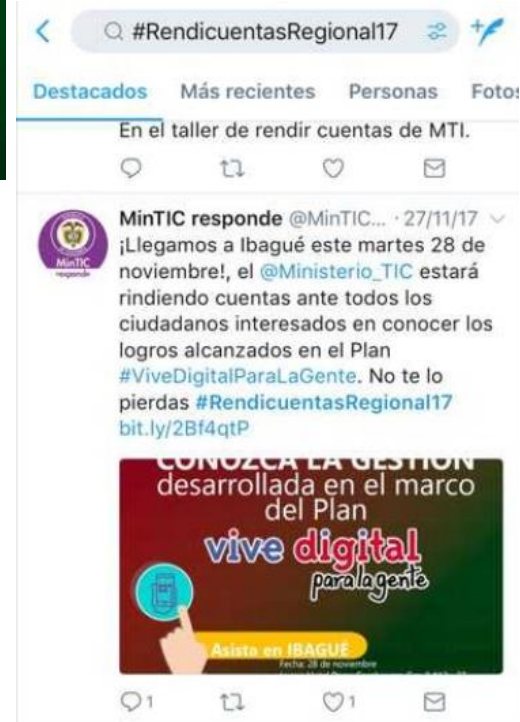 #RendicuentasRegional17
Destacados Más recientes Personas Fotos
En el taller de rendir cuentas de MTI.
MinTIC responde @MinTIC... · 27/11/17
¡Llegamos a Ibagué este martes 28 de
noviembre!, el @Ministerio_TIC estará
rindiendo cuentas ante todos los
ciudadanos interesados en conocer los
logros alcanzados en el Plan
#ViveDigitalParaLaGente. No te lo
pierdas #RendicuentasRegional17
bit.ly/2Bf4qtP
MinTIC
responde
CONOZCA LA GESTIÓN
desarrollada en el marco
del Plan
vive digital
para la gente
Asista en IBAGUÉ
Fecha: 28 de noviembre
1 1